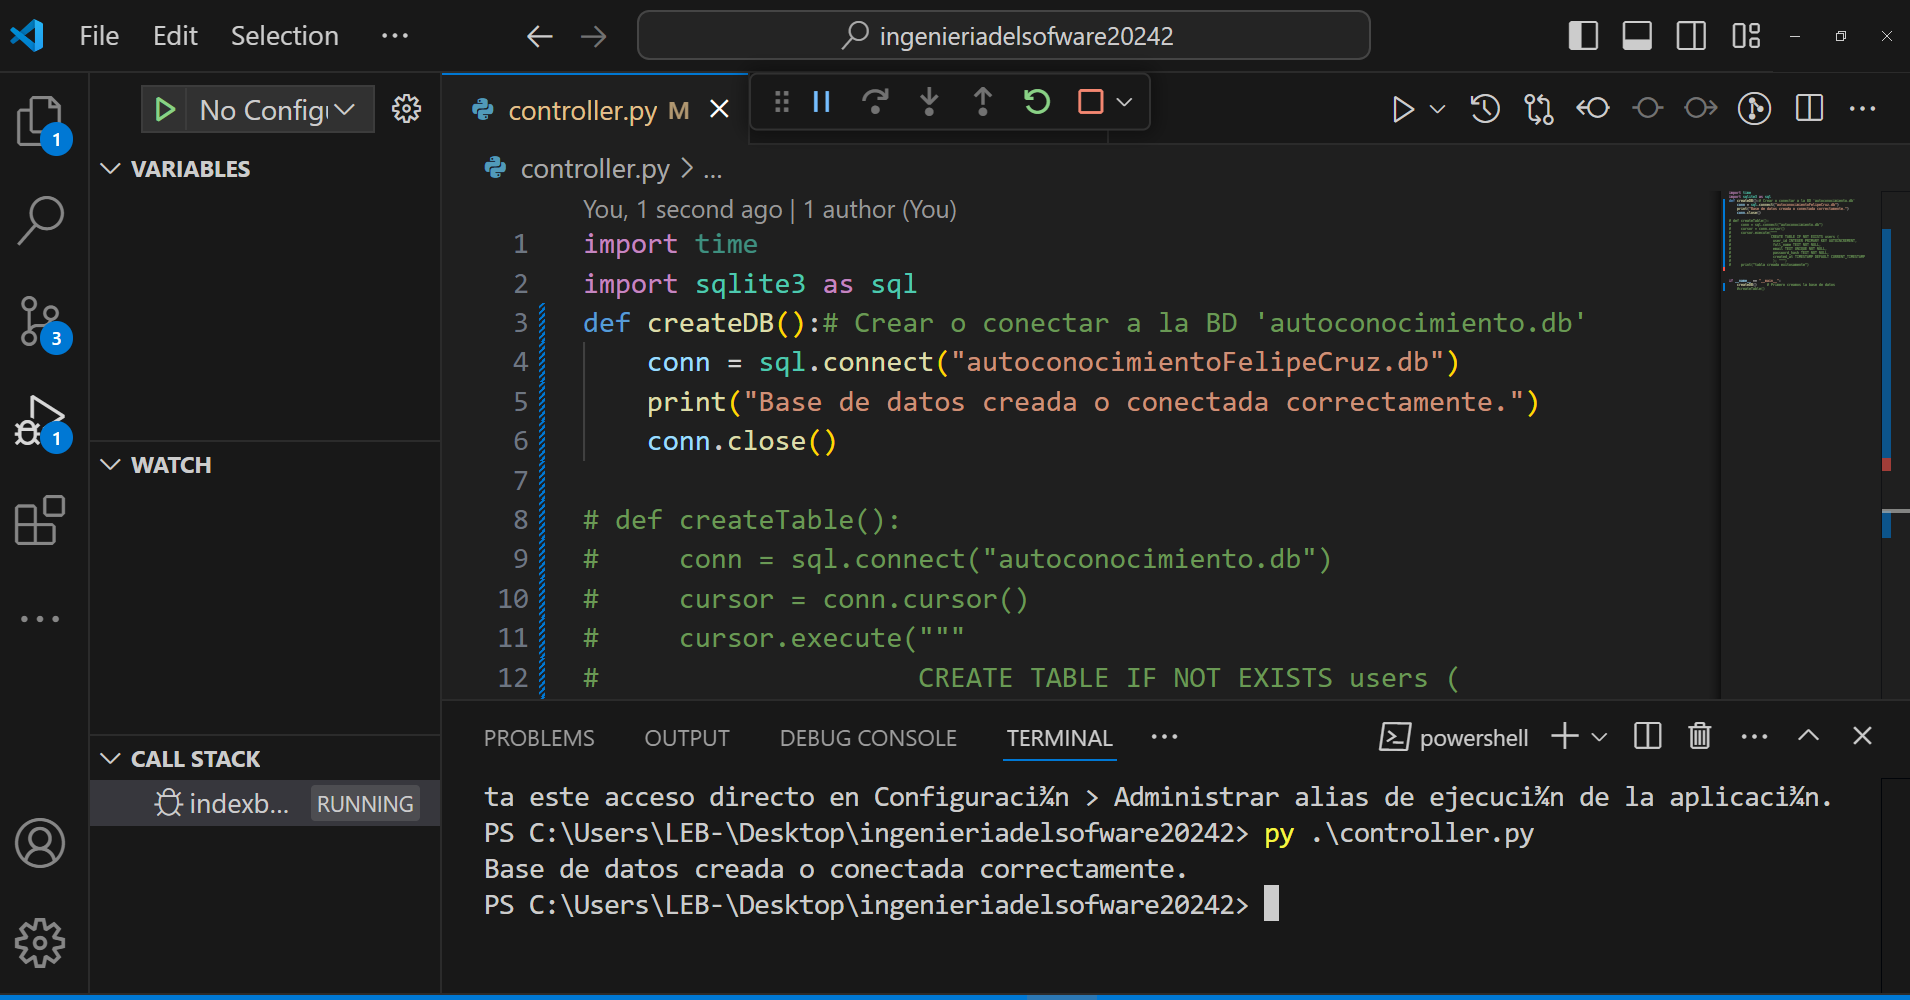 File Edit Selection ···
ingenieriadelsofware20242
No Config
controller.py M
VARIABLES
WATCH
CALL STACK
indexb... RUNNING
1
3
1
controller.py > ...
You, 1 second ago | 1 author (You)
1 import time
2 import sqlite3 as sql
3 def createDB():# Crear o conectar a la BD 'autoconocimiento.db'
4 conn = sql.connect("autoconocimientoFelipeCruz.db")
5 print("Base de datos creada o conectada correctamente.")
6 conn.close()
7
8 # def createTable():
9 # conn = sql.connect("autoconocimiento.db")
10 # cursor = conn.cursor()
11 # cursor.execute("""
12 # CREATE TABLE IF NOT EXISTS users (
PROBLEMS OUTPUT DEBUG CONSOLE TERMINAL ··· powershell
ta este acceso directo en Configuraci¾n > Administrar alias de ejecuci¾n de la aplicaci¾n.
PS C:\Users\LEB-\Desktop\ingenieriadelsofware20242> py .\controller.py
Base de datos creada o conectada correctamente.
PS C:\Users\LEB-\Desktop\ingenieriadelsofware20242>